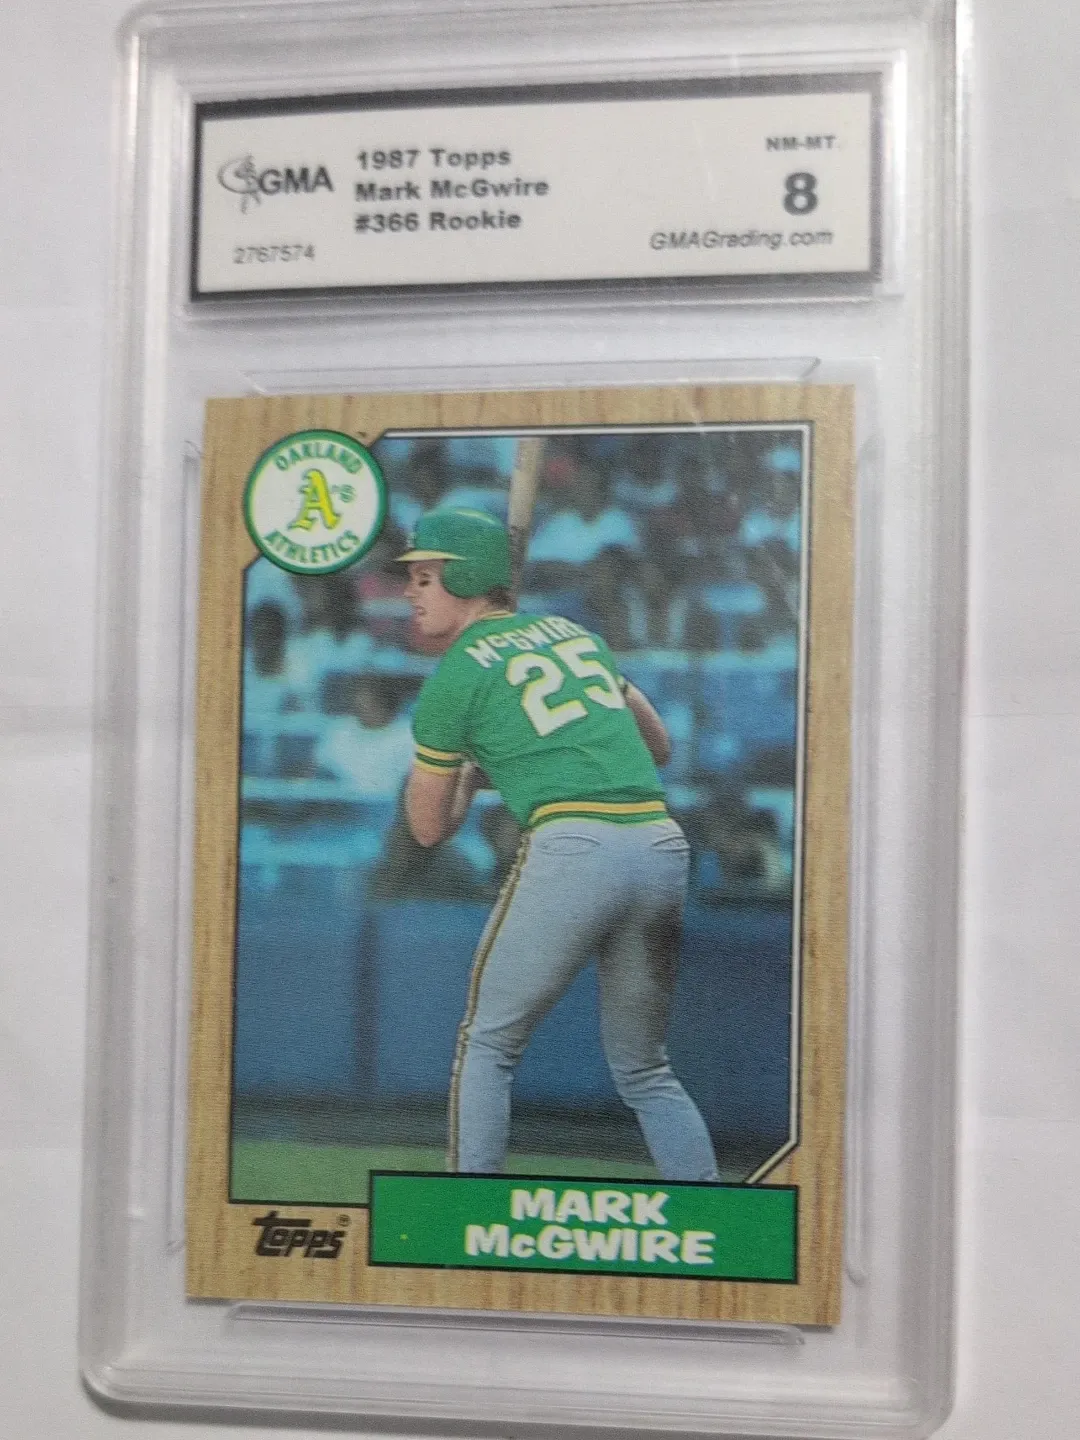 GMA
1987 Topps
Mark McGwire
#366 Rookie
2767574
NM-MT
8
GMAGrading.com
OAKLAND
A's
ATHLETICS
McGWIRE
25
topps®
MARK
McGWIRE